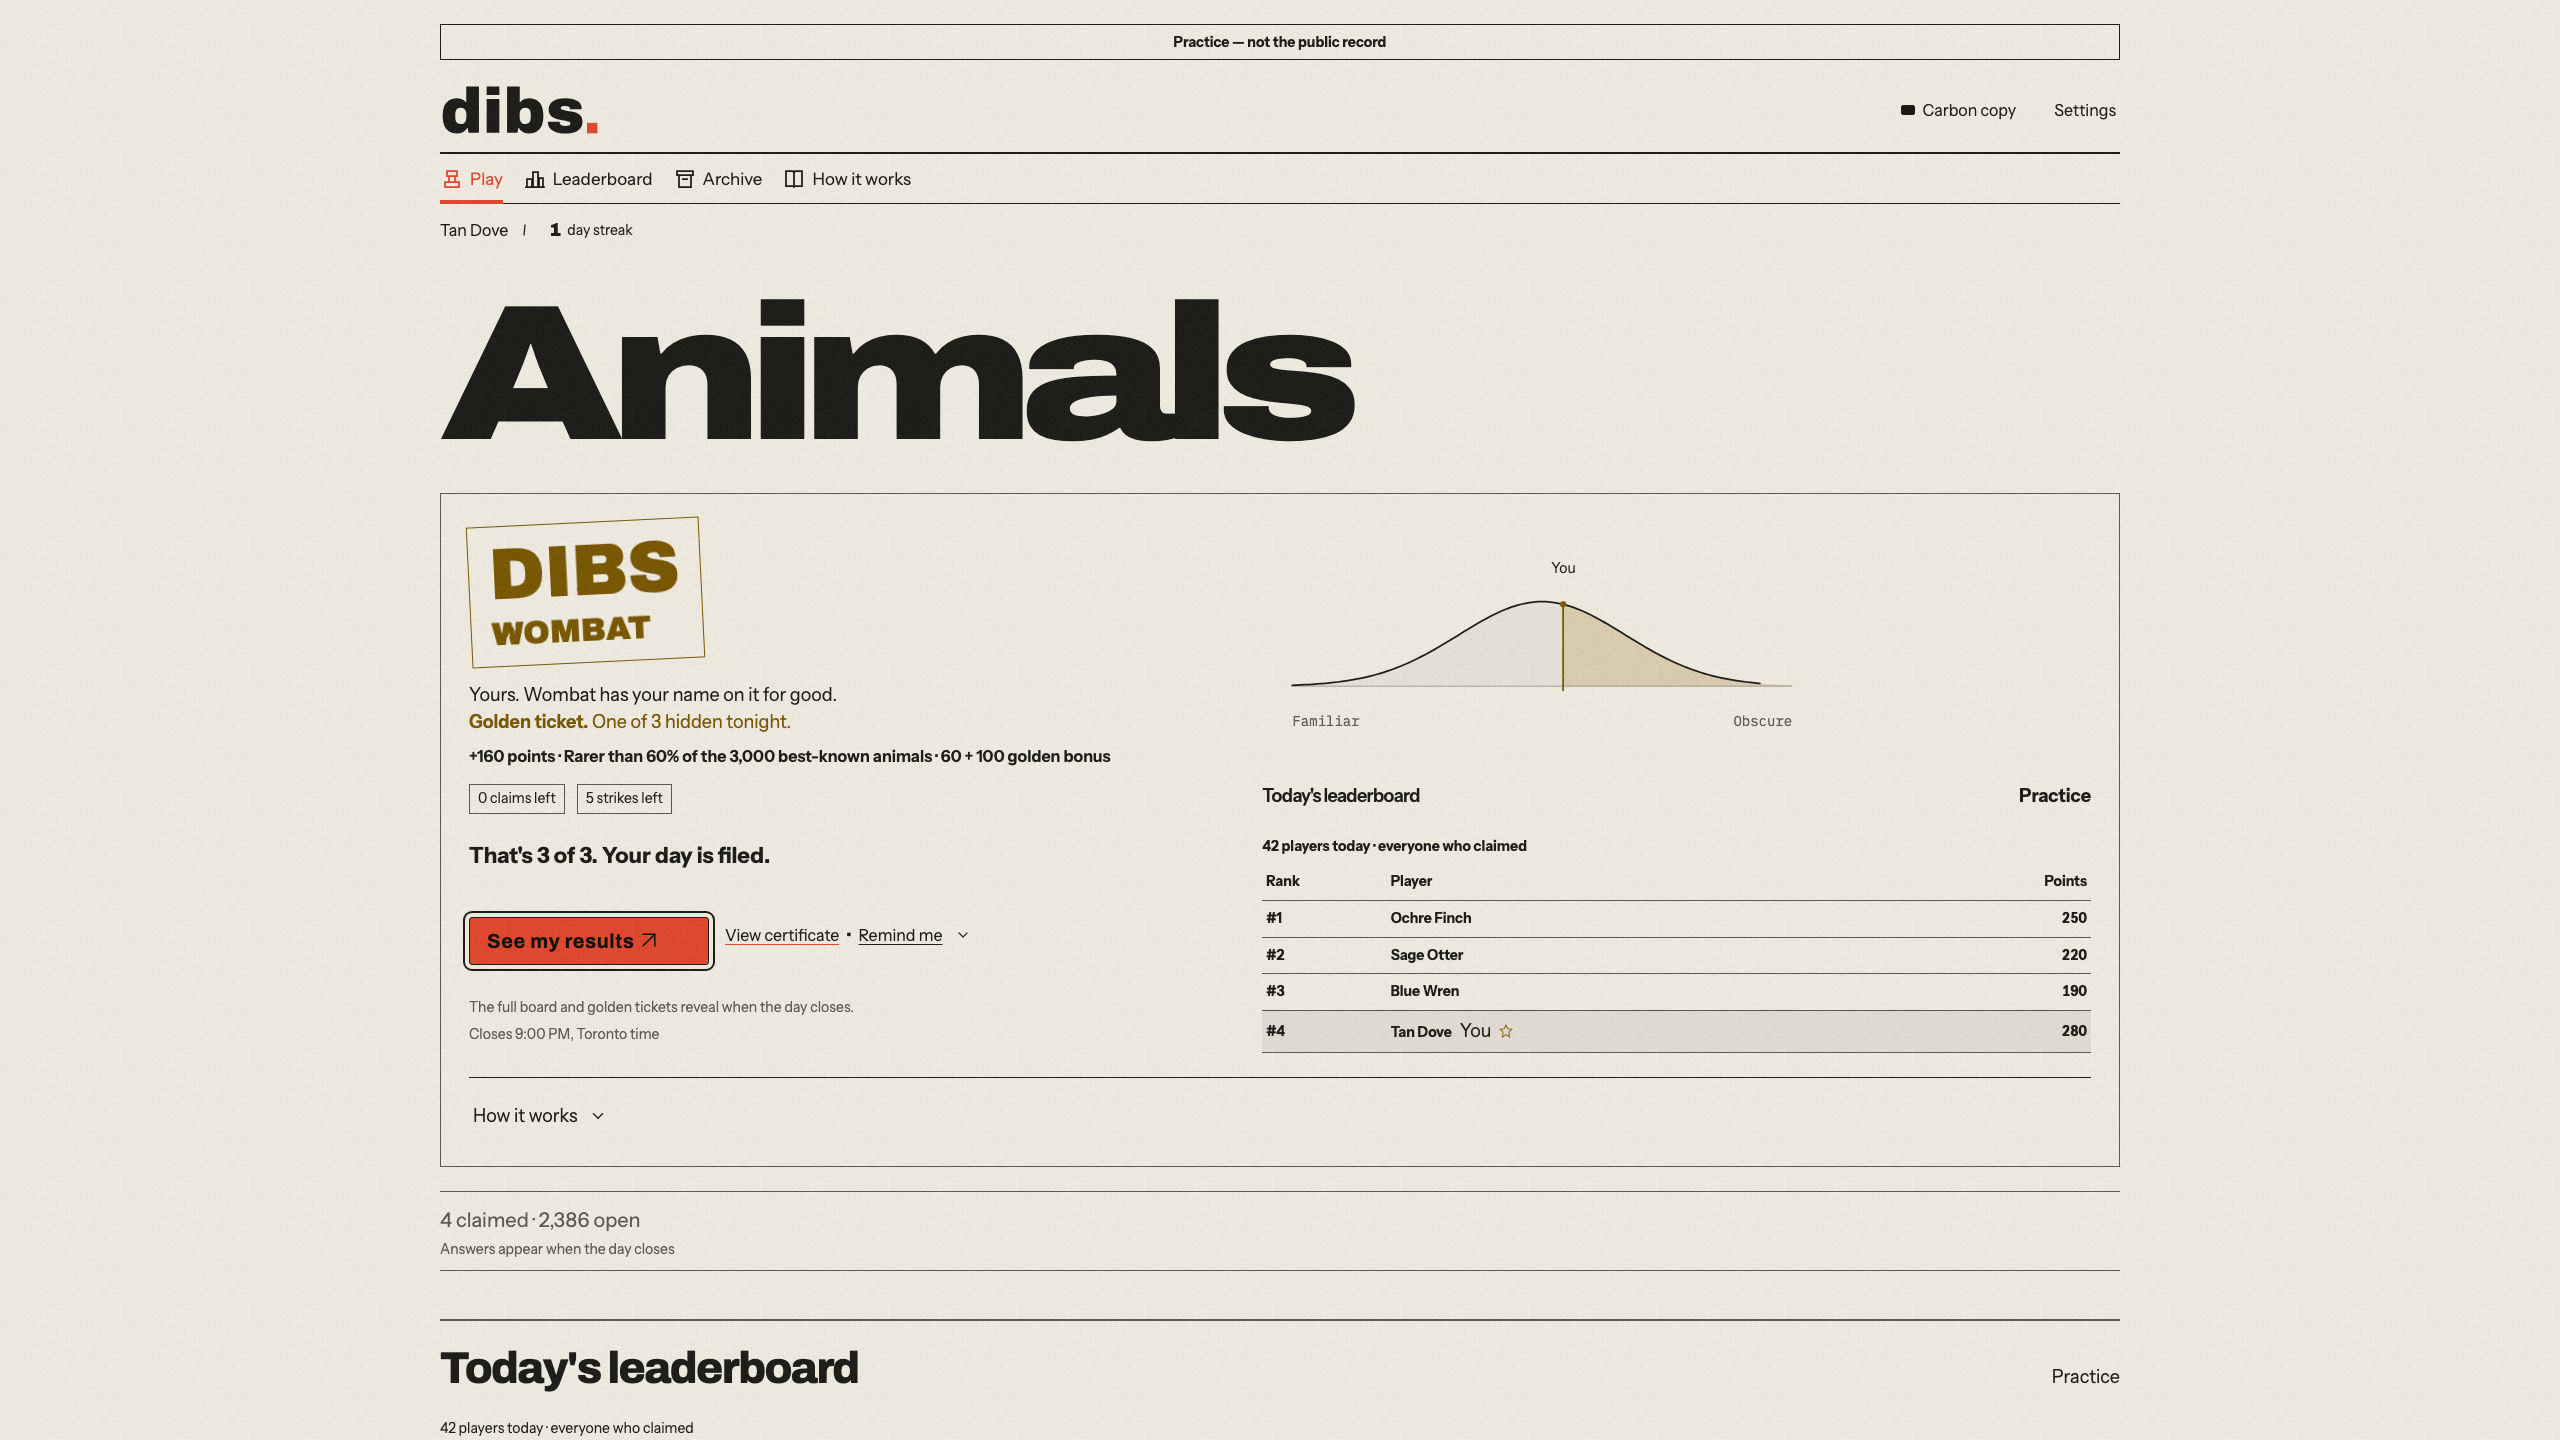 Practice — not the public record
dibs.
Carbon copy Settings
Play Leaderboard Archive How it works
Tan Dove / 1 day streak
Animals
DIBS
WOMBAT
Yours. Wombat has your name on it for good.
Golden ticket. One of 3 hidden tonight.
+160 points · Rarer than 60% of the 3,000 best-known animals · 60 + 100 golden bonus
0 claims left 5 strikes left
That's 3 of 3. Your day is filed.
See my results
View certificate · Remind me
The full board and golden tickets reveal when the day closes.
Closes 9:00 PM, Toronto time
You
Familiar Obscure
Today's leaderboard Practice
42 players today · everyone who claimed
Rank Player Points
#1 Ochre Finch 250
#2 Sage Otter 220
#3 Blue Wren 190
#4 Tan Dove You 280
How it works
4 claimed · 2,386 open
Answers appear when the day closes
Today's leaderboard Practice
42 players today · everyone who claimed